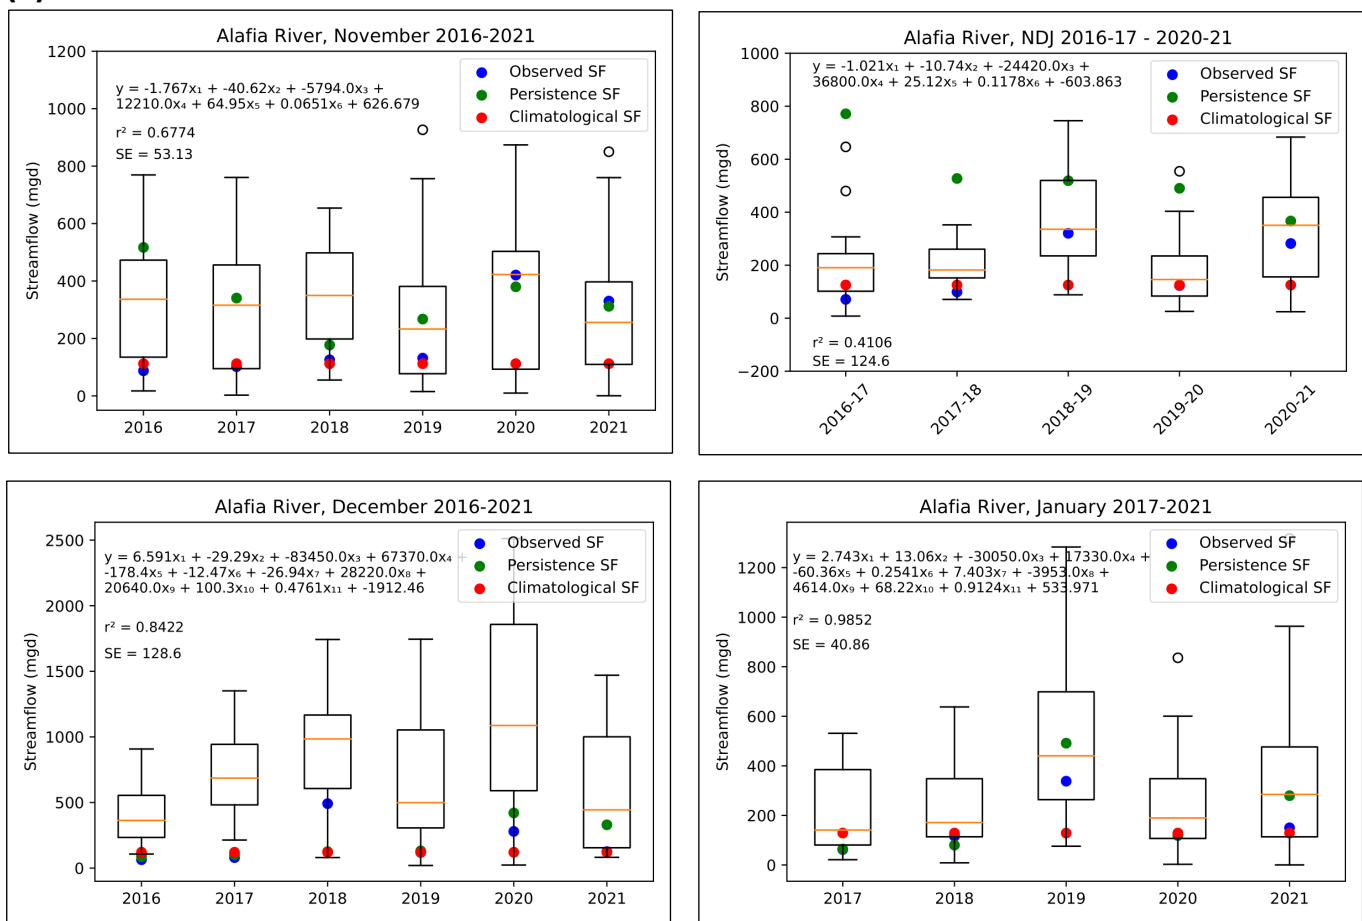 Alafia River, November 2016-2021
y = -1.767x₁ + -40.62x₂ + -5794.0x₃ +
12210.0x₄ + 64.95x₅ + 0.0651x₆ + 626.679
r² = 0.6774
SE = 53.13
Observed SF
Persistence SF
Climatological SF
Streamflow (mgd)
1200
1000
800
600
400
200
0
2016 2017 2018 2019 2020 2021
Alafia River, NDJ 2016-17 - 2020-21
y = -1.021x₁ + -10.74x₂ + -24420.0x₃ +
36800.0x₄ + 25.12x₅ + 0.1178x₆ + -603.863
Observed SF
Persistence SF
Climatological SF
Streamflow (mgd)
1000
800
600
400
200
0
−200
r² = 0.4106
SE = 124.6
2016-17 2017-18 2018-19 2019-20 2020-21
Alafia River, December 2016-2021
y = 6.591x₁ + -29.29x₂ + -83450.0x₃ + 67370.0x₄ +
-178.4x₅ + -12.47x₆ + -26.94x₇ + 28220.0x₈ +
20640.0x₉ + 100.3x₁₀ + 0.4761x₁₁ + -1912.46
r² = 0.8422
SE = 128.6
Observed SF
Persistence SF
Climatological SF
Streamflow (mgd)
2500
2000
1500
1000
500
0
2016 2017 2018 2019 2020 2021
Alafia River, January 2017-2021
y = 2.743x₁ + 13.06x₂ + -30050.0x₃ + 17330.0x₄ +
-60.36x₅ + 0.2541x₆ + 7.403x₇ + -3953.0x₈ +
4614.0x₉ + 68.22x₁₀ + 0.9124x₁₁ + 533.971
r² = 0.9852
SE = 40.86
Observed SF
Persistence SF
Climatological SF
Streamflow (mgd)
1200
1000
800
600
400
200
0
2017 2018 2019 2020 2021